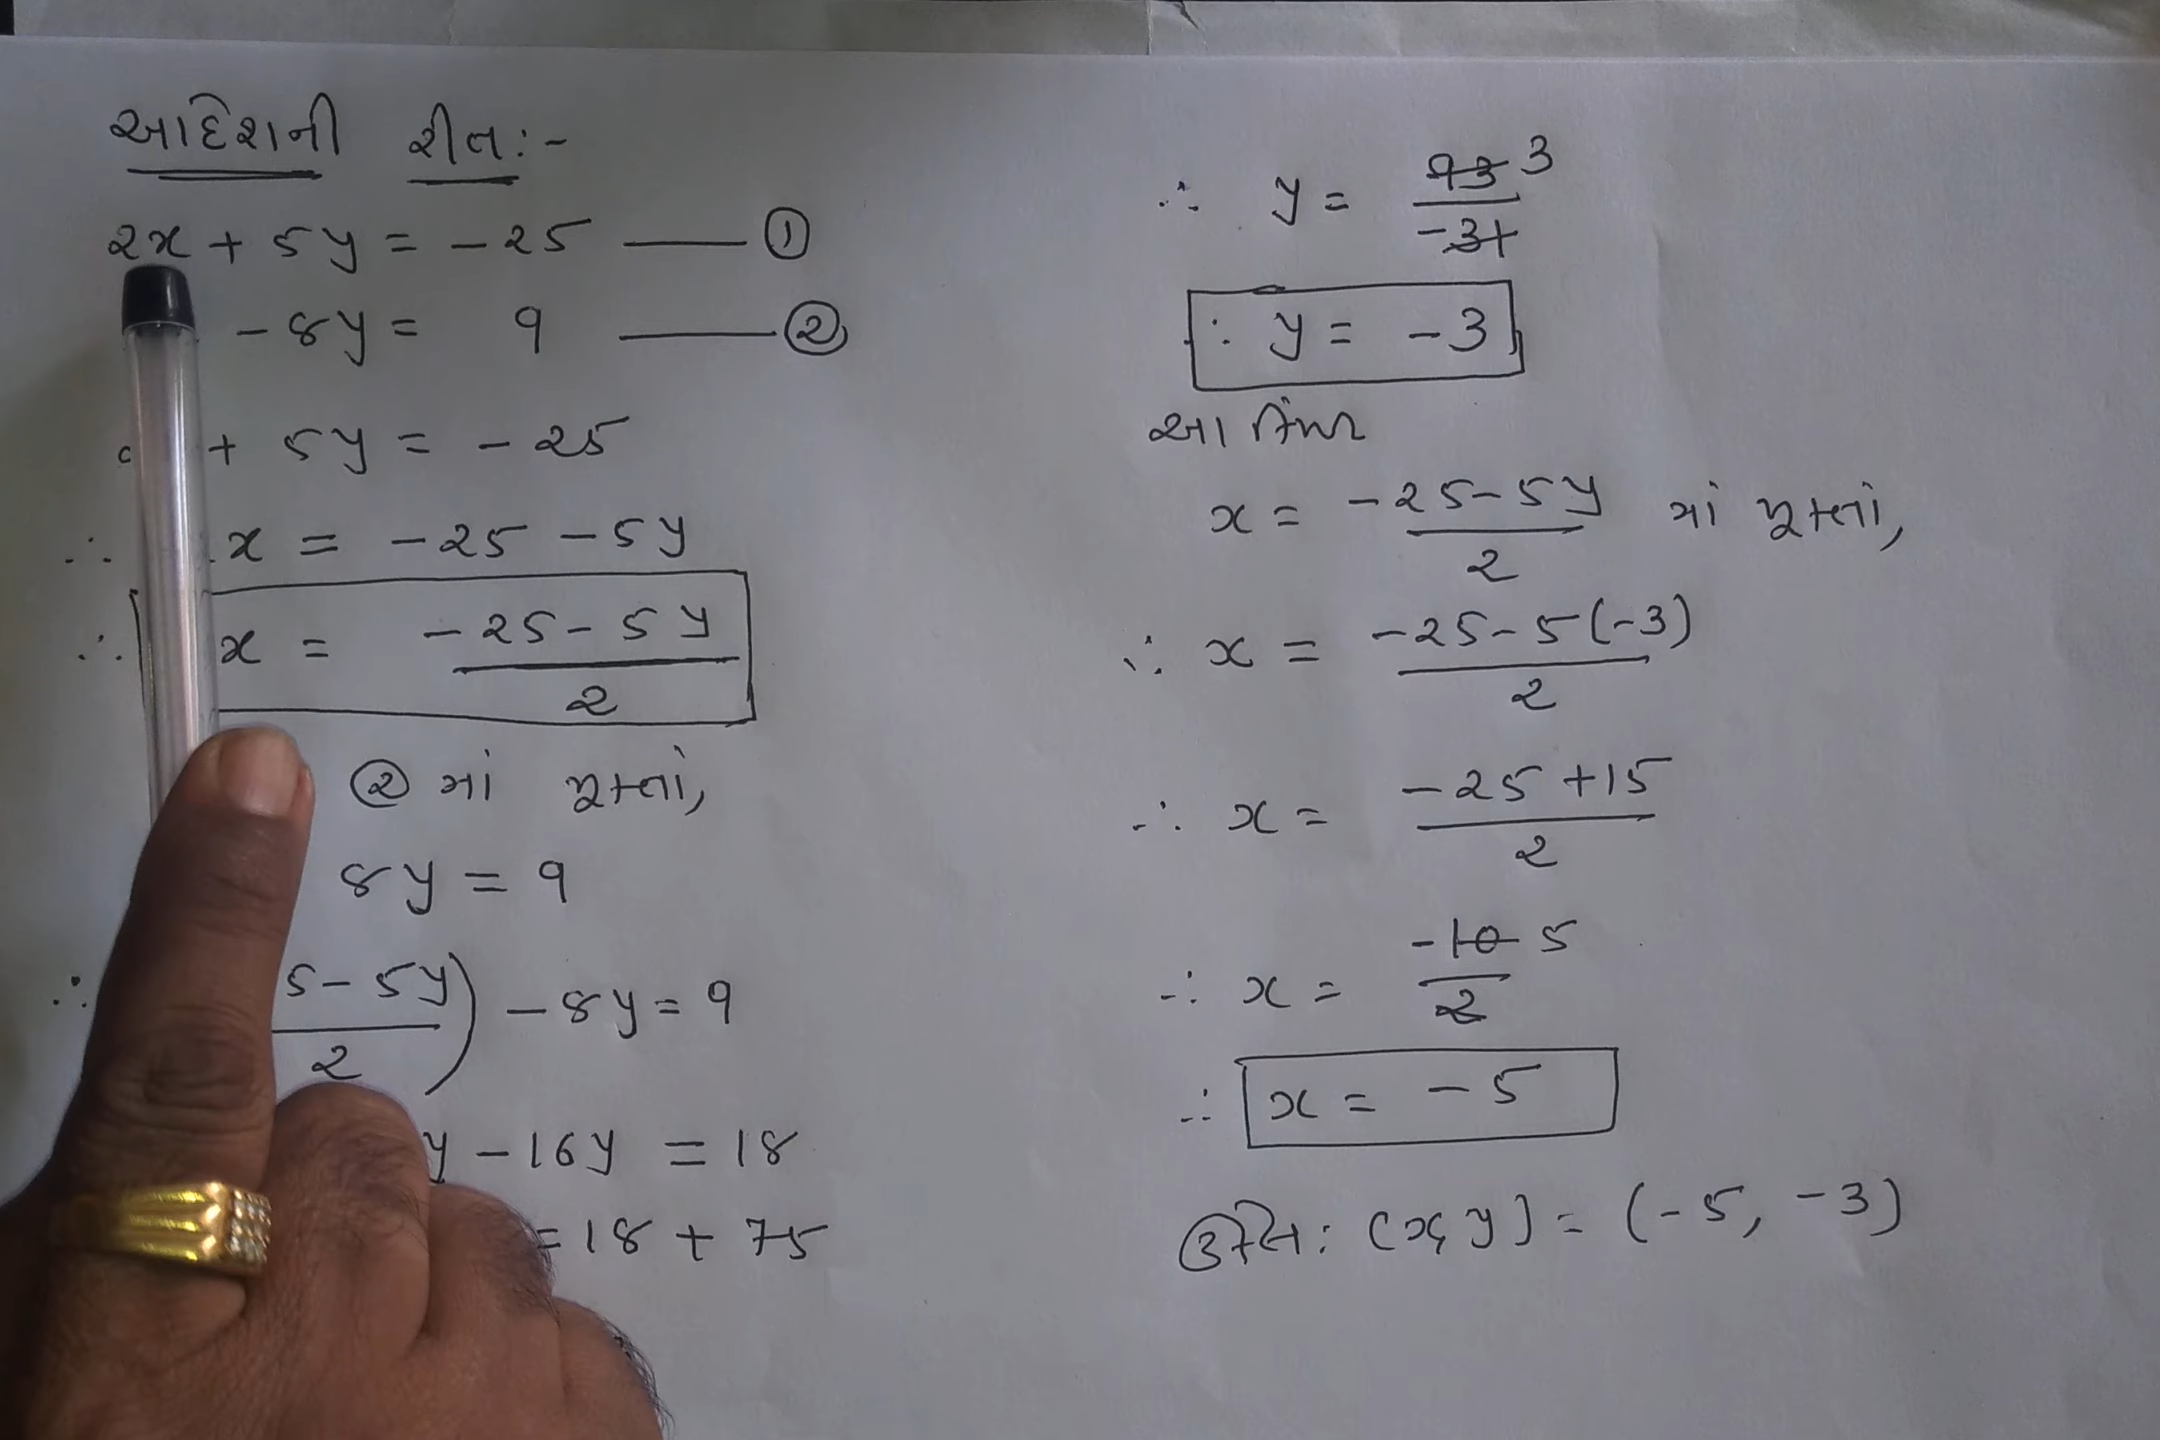 આદેશની રીત:-
2x + 5y = - 25 —— ①
- 8y = 9 —— ②
+ 5y = - 25
∴ x = - 25 - 5y
∴ x = - 25 - 5y / 2
② માં મૂકતાં,
8y = 9
∴ 5 - 5y / 2 ) - 8y = 9
y - 16y = 18
= 18 + 75
∴ y = 93 3 / -31
∴ y = - 3
આ કિંમત
x = - 25 - 5y / 2 માં મૂકતાં,
∴ x = - 25 - 5 (-3) / 2
∴ x = - 25 + 15 / 2
∴ x = - 10 5 / 2
∴ x = - 5
ઉકેલ : (x, y) = (- 5, - 3)